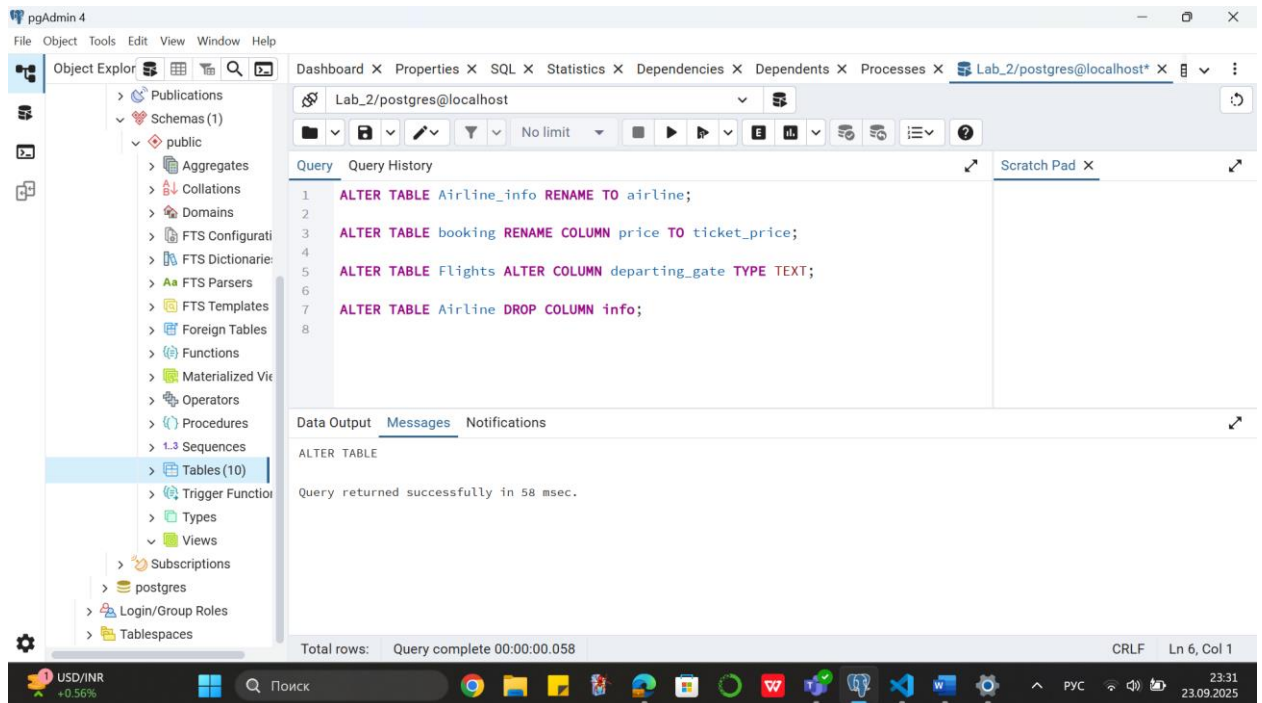 pgAdmin 4
File Object Tools Edit View Window Help
Object Explor
Dashboard X Properties X SQL X Statistics X Dependencies X Dependents X Processes X Lab_2/postgres@localhost* X
Publications
Schemas (1)
public
Aggregates
Collations
Domains
FTS Configurati
FTS Dictionarie
Aa FTS Parsers
FTS Templates
Foreign Tables
Functions
Materialized Vie
Operators
Procedures
1..3 Sequences
Tables (10)
Trigger Function
Types
Views
Subscriptions
postgres
Login/Group Roles
Tablespaces
Lab_2/postgres@localhost
No limit
E
Query Query History
Scratch Pad X
1 ALTER TABLE Airline_info RENAME TO airline;
2
3 ALTER TABLE booking RENAME COLUMN price TO ticket_price;
4
5 ALTER TABLE Flights ALTER COLUMN departing_gate TYPE TEXT;
6
7 ALTER TABLE Airline DROP COLUMN info;
8
Data Output Messages Notifications
ALTER TABLE
Query returned successfully in 58 msec.
Total rows: Query complete 00:00:00.058
CRLF Ln 6, Col 1
1
USD/INR
+0.56%
Поиск
РУС
23:31
23.09.2025